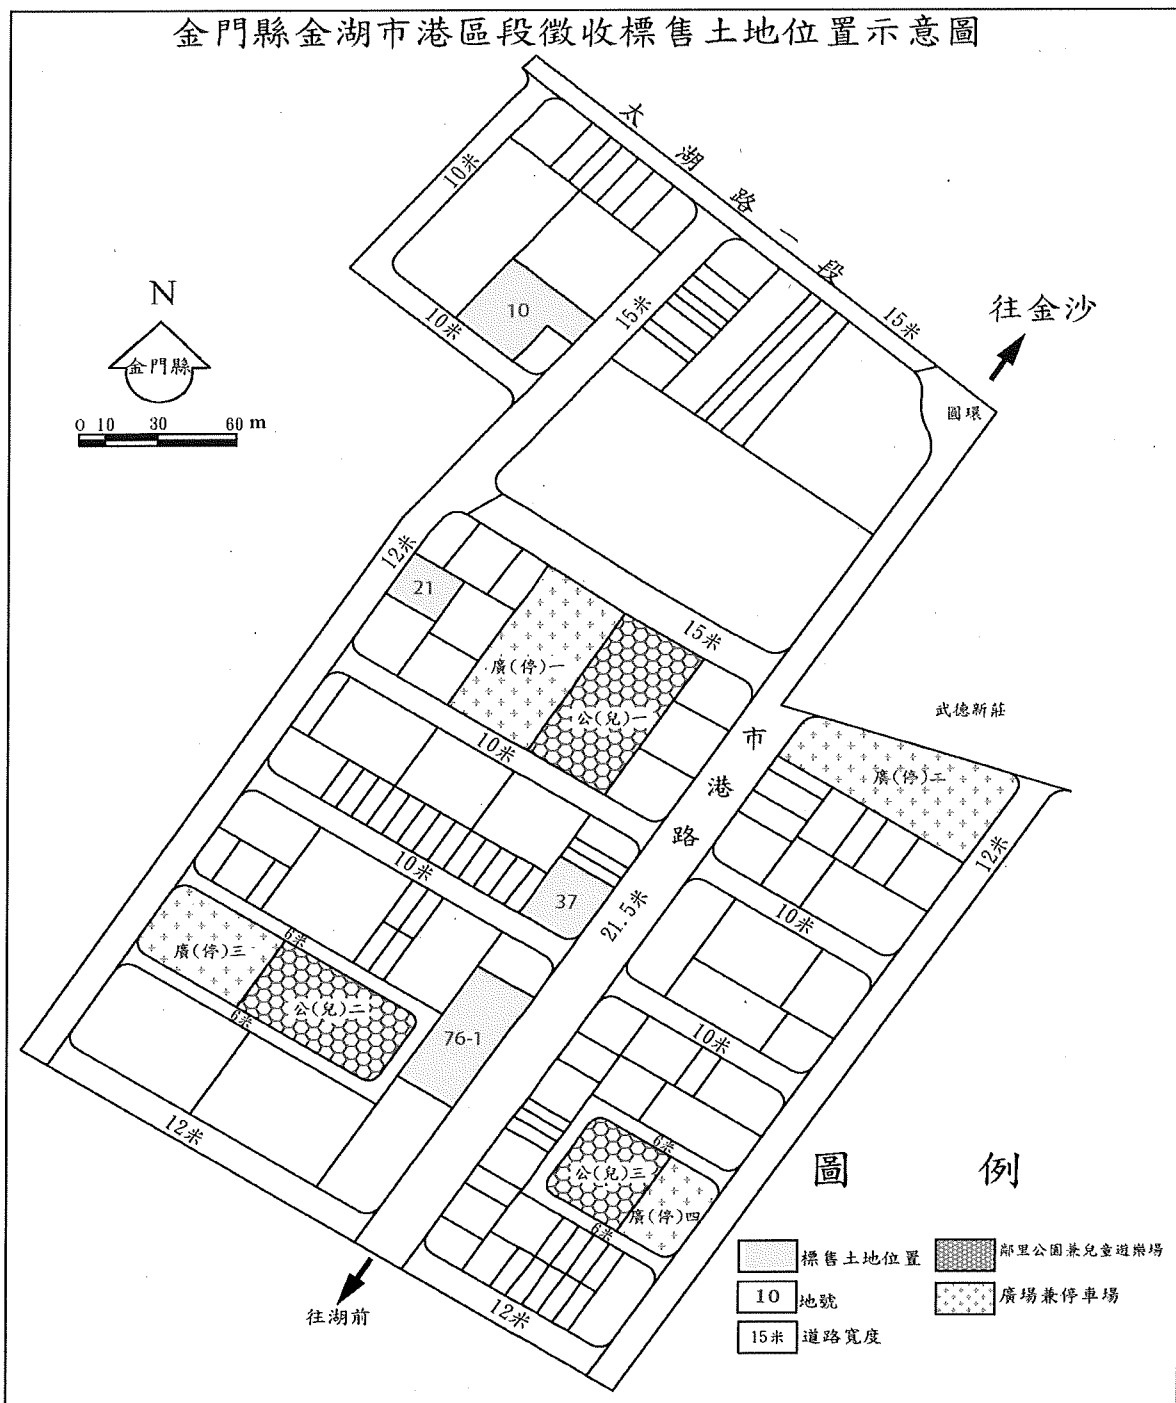 金門縣金湖市港區段徵收標售土地位置示意圖
太湖路一段
10米
10米
15米
15米
往金沙
圓環
10
N
金門縣
0 10 30 60 m
12米
21
15米
廣(停)一
公(兒)一
10米
市港路
21.5米
武德新莊
廣(停)二
12米
10米
10米
37
廣(停)三
6米
公(兒)二
6米
76-1
10米
12米
6米
公(兒)三
廣(停)四
6米
12米
往湖前
圖例
標售土地位置
鄰里公園兼兒童遊樂場
10 地號
廣場兼停車場
15米 道路寬度